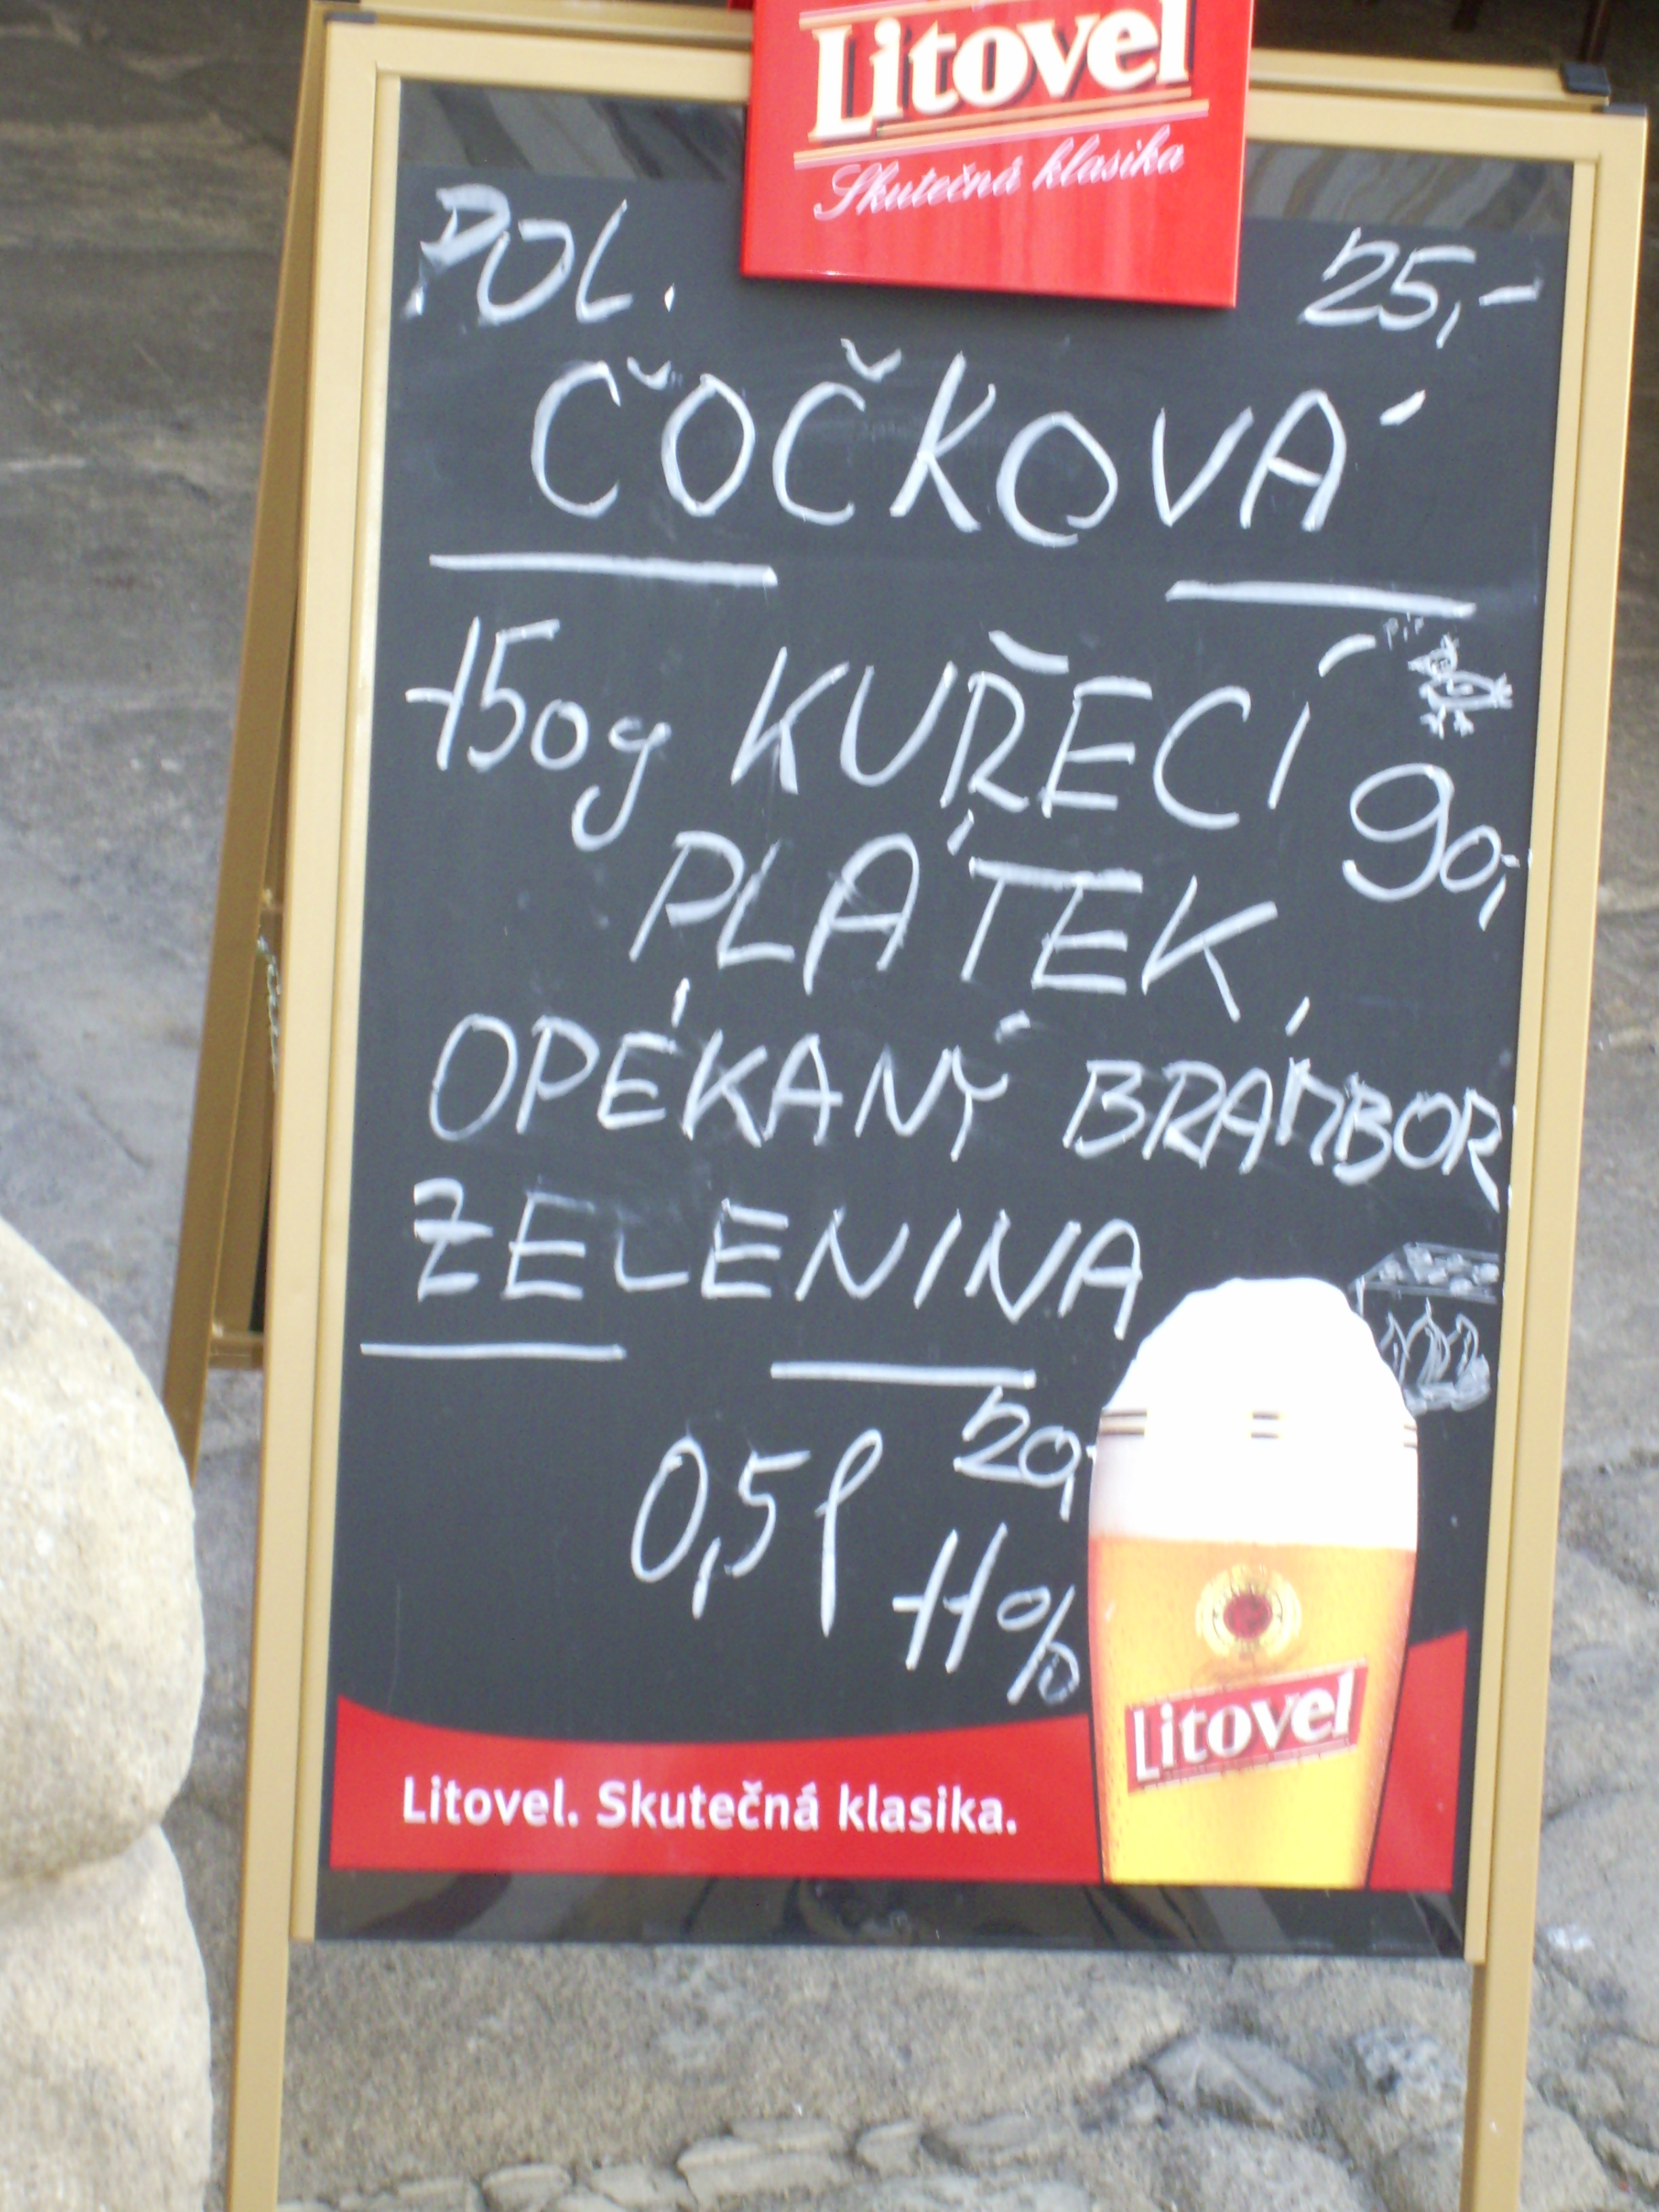 Litovel
Skutečná klasika
POL. 25,-
ČOČKOVÁ
150g KUŘECÍ
PLÁTEK, 90,-
OPÉKANÝ BRAMBOR
ZELENINA
20,-
0,5l
11%
Litovel
Litovel. Skutečná klasika.